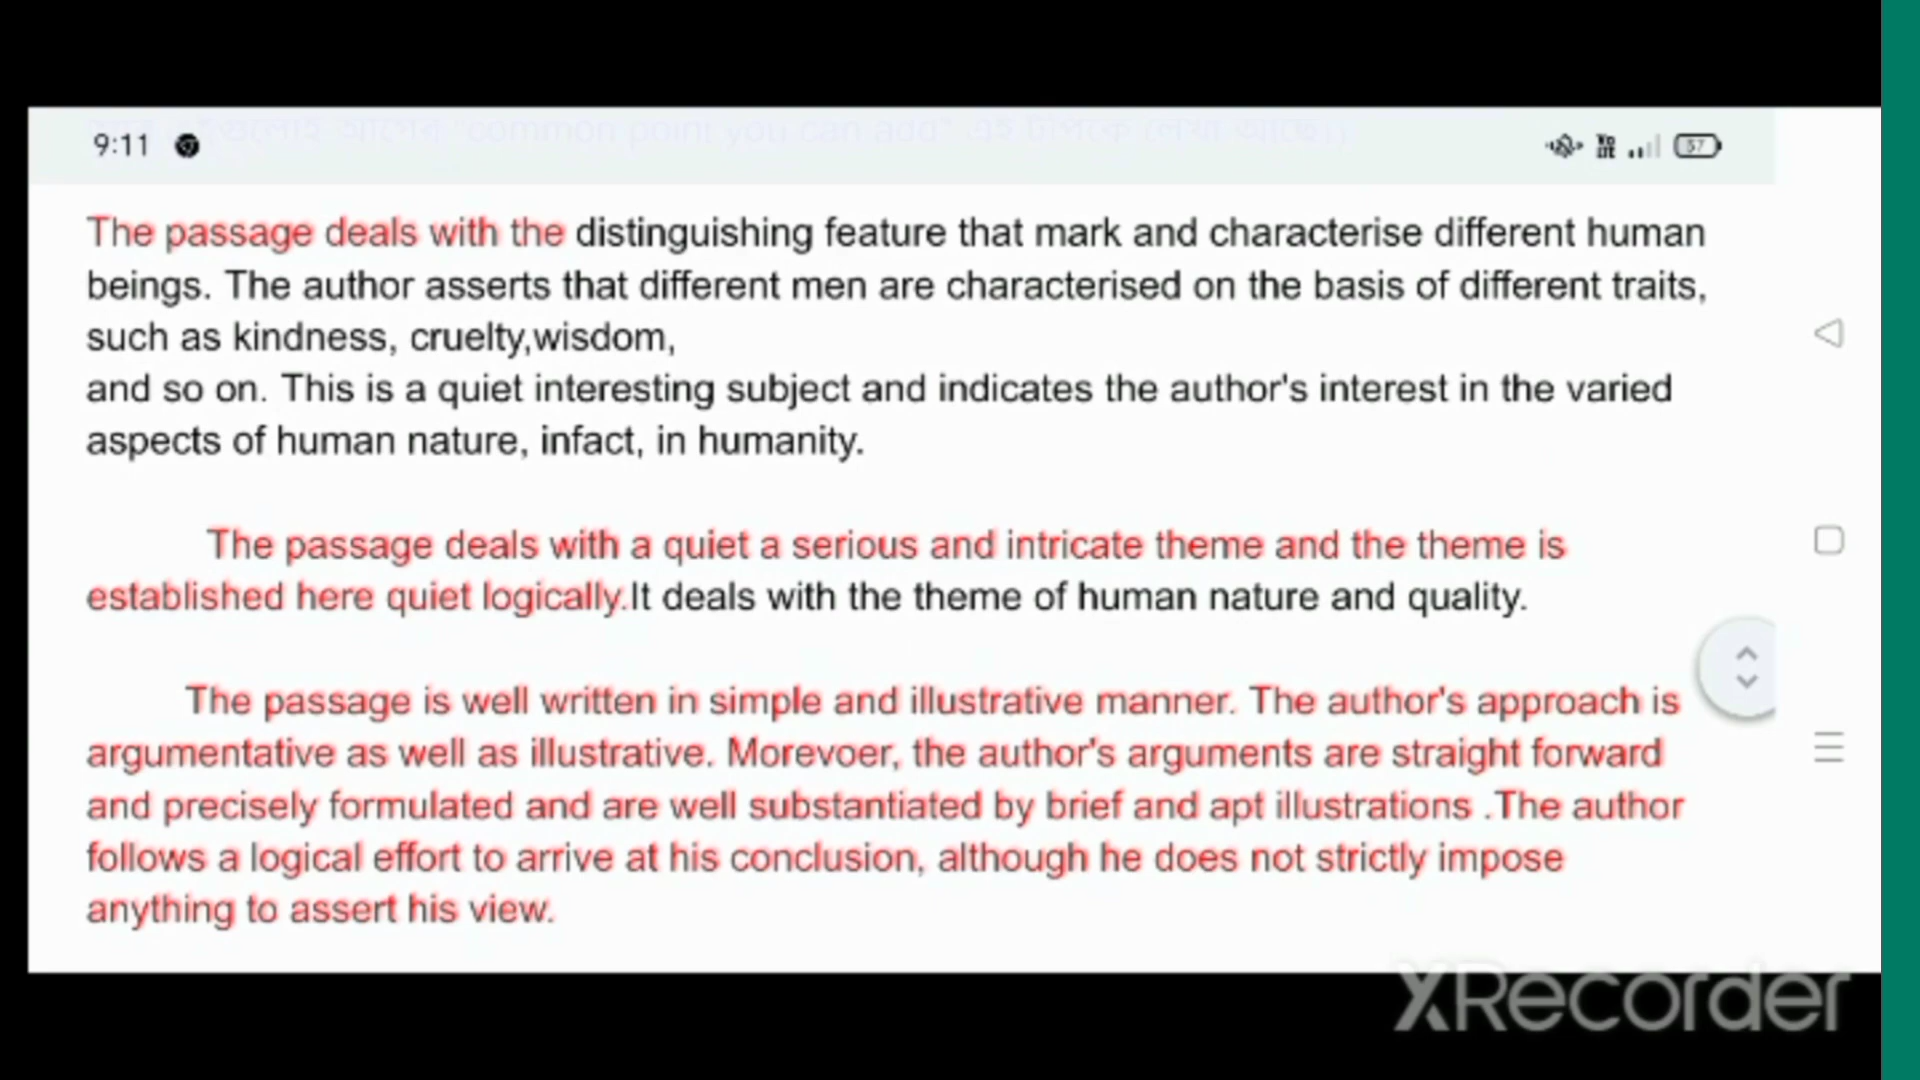 "common point you can add"
9:11
57
The passage deals with the distinguishing feature that mark and characterise different human
beings. The author asserts that different men are characterised on the basis of different traits,
such as kindness, cruelty,wisdom,
and so on. This is a quiet interesting subject and indicates the author's interest in the varied
aspects of human nature, infact, in humanity.
The passage deals with a quiet a serious and intricate theme and the theme is
established here quiet logically.It deals with the theme of human nature and quality.
The passage is well written in simple and illustrative manner. The author's approach is
argumentative as well as illustrative. Morevoer, the author's arguments are straight forward
and precisely formulated and are well substantiated by brief and apt illustrations .The author
follows a logical effort to arrive at his conclusion, although he does not strictly impose
anything to assert his view.
XRecorder